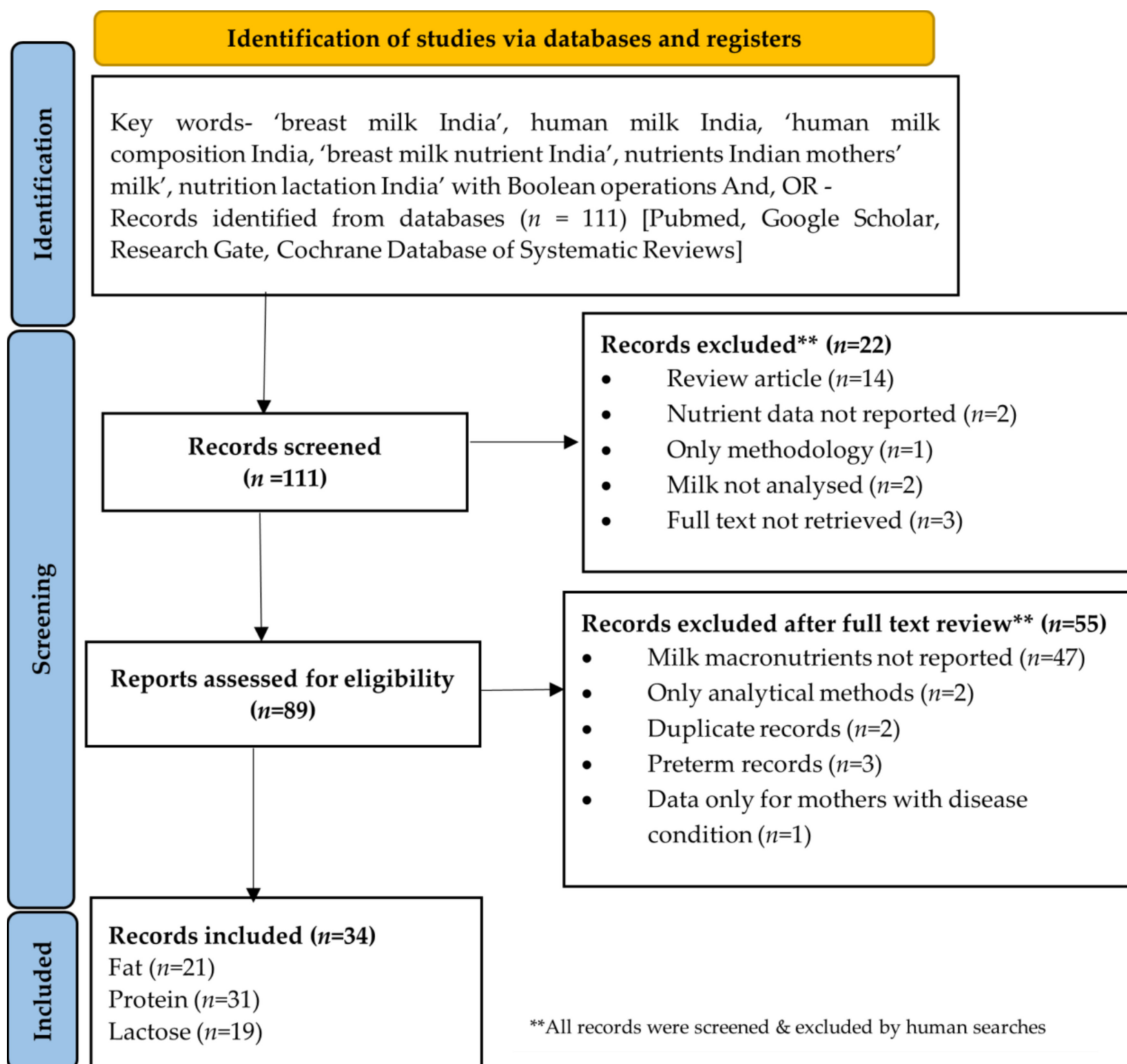 Identification of studies via databases and registers
Identification
Key words- ‘breast milk India’, human milk India, ‘human milk
composition India, ‘breast milk nutrient India’, nutrients Indian mothers’
milk’, nutrition lactation India’ with Boolean operations And, OR -
Records identified from databases (n = 111) [Pubmed, Google Scholar,
Research Gate, Cochrane Database of Systematic Reviews]
Screening
Records screened
(n =111)
Records excluded** (n=22)
• Review article (n=14)
• Nutrient data not reported (n=2)
• Only methodology (n=1)
• Milk not analysed (n=2)
• Full text not retrieved (n=3)
Reports assessed for eligibility
(n=89)
Records excluded after full text review** (n=55)
• Milk macronutrients not reported (n=47)
• Only analytical methods (n=2)
• Duplicate records (n=2)
• Preterm records (n=3)
• Data only for mothers with disease
condition (n=1)
Included
Records included (n=34)
Fat (n=21)
Protein (n=31)
Lactose (n=19)
**All records were screened & excluded by human searches